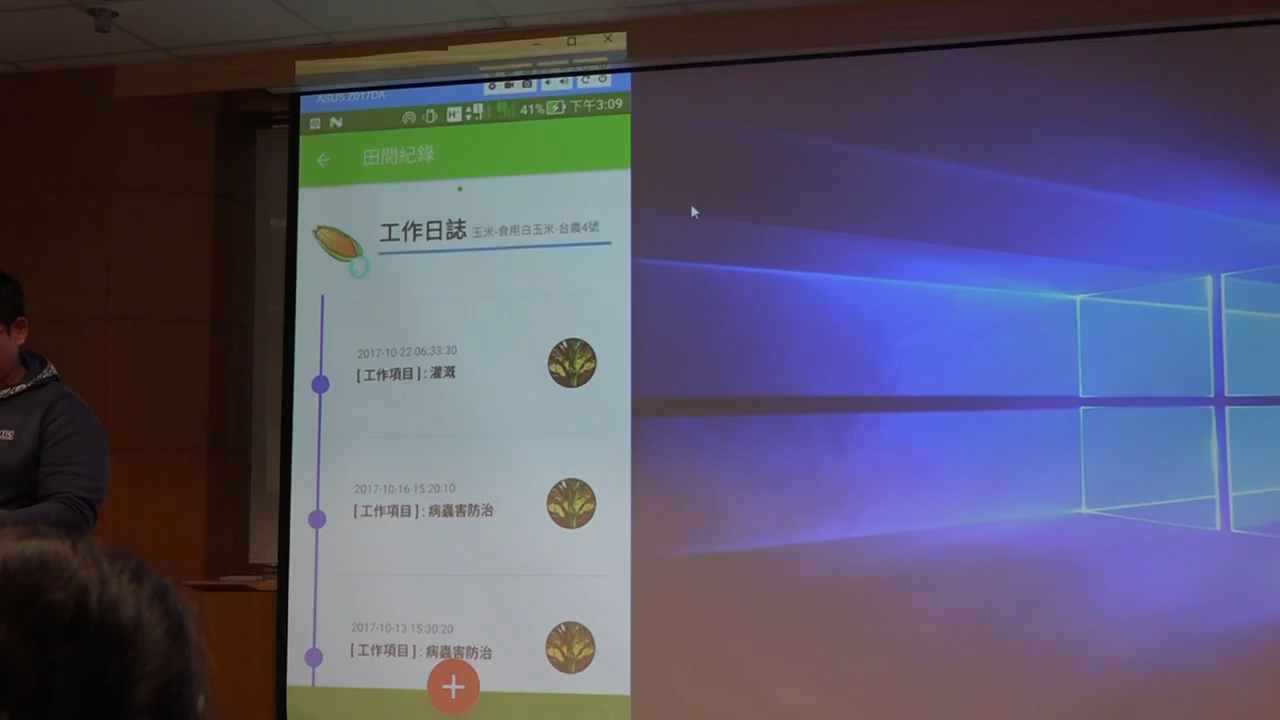 ASUS Z017DA
41% 下午3:09
田間紀錄
工作日誌 玉米-食用白玉米-台農4號
2017-10-22 06:33:30
[工作項目]: 灌溉
2017-10-16 15:20:10
[工作項目]: 病蟲害防治
2017-10-13 15:30:20
[工作項目]: 病蟲害防治